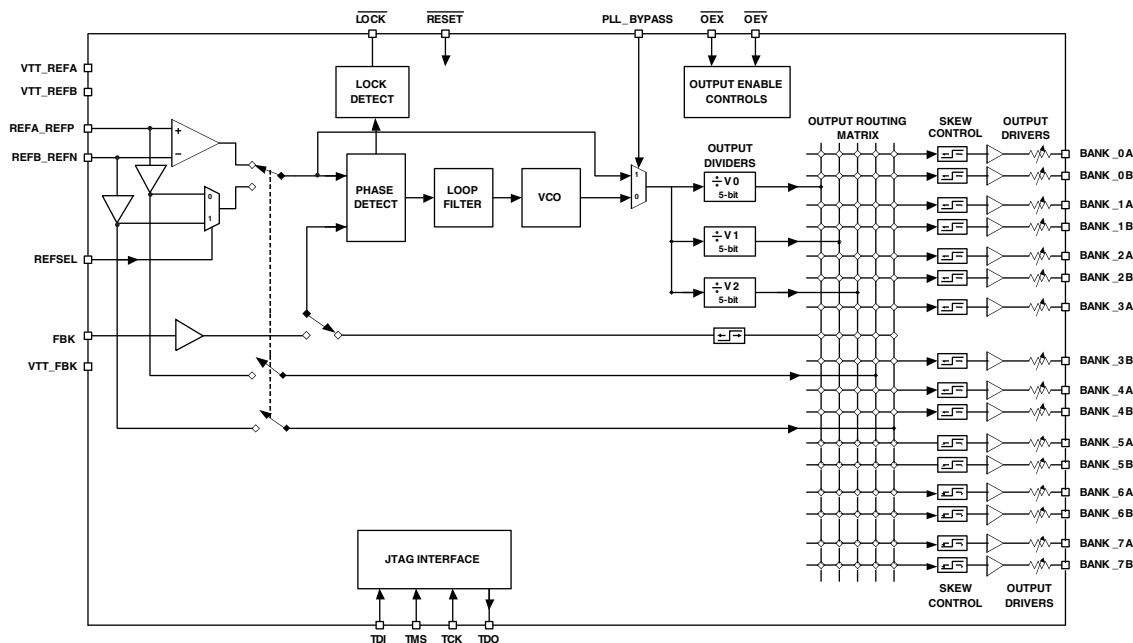 LOCK
RESET
PLL_BYPASS
OEX
OEY
VTT_REFA
VTT_REFB
REFA_REFP
REFB_REFN
REFSEL
FBK
VTT_FBK
+
−
0
1
LOCK
DETECT
PHASE
DETECT
LOOP
FILTER
VCO
1
0
OUTPUT ENABLE
CONTROLS
OUTPUT
DIVIDERS
÷ V0
5-bit
÷ V1
5-bit
÷ V2
5-bit
OUTPUT ROUTING
MATRIX
SKEW
CONTROL
OUTPUT
DRIVERS
BANK_0A
BANK_0B
BANK_1A
BANK_1B
BANK_2A
BANK_2B
BANK_3A
BANK_3B
BANK_4A
BANK_4B
BANK_5A
BANK_5B
BANK_6A
BANK_6B
BANK_7A
BANK_7B
SKEW
CONTROL
OUTPUT
DRIVERS
JTAG INTERFACE
TDI
TMS
TCK
TDO